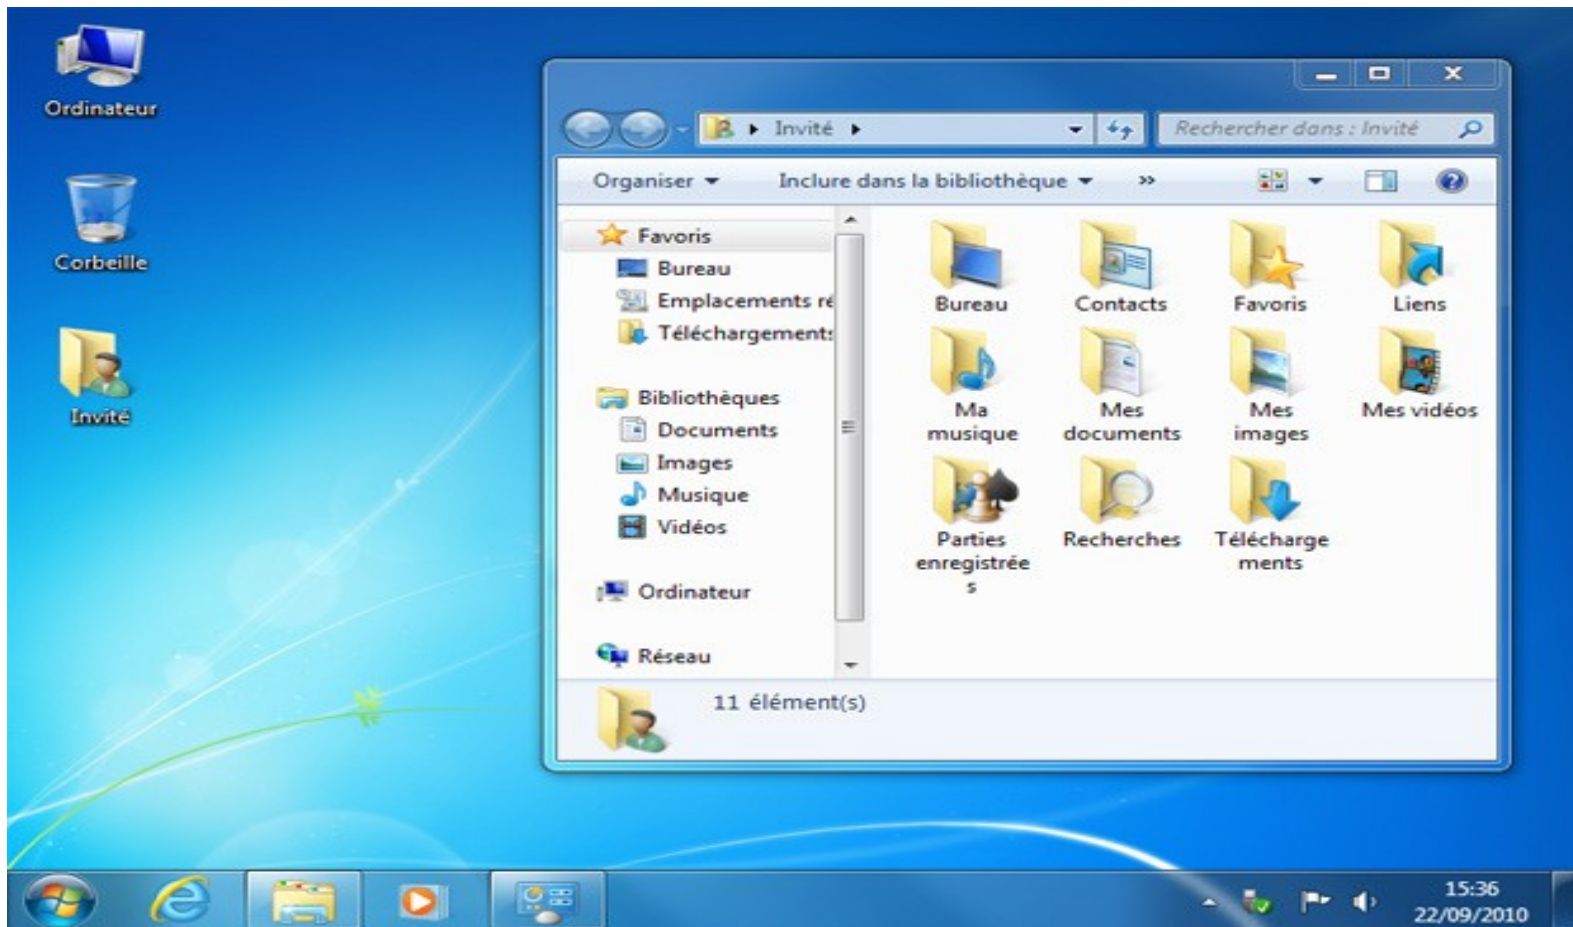 Ordinateur
Corbeille
Invité
Invité
Rechercher dans : Invité
Organiser
Inclure dans la bibliothèque
»
Favoris
Bureau
Emplacements ré
Téléchargements
Bibliothèques
Documents
Images
Musique
Vidéos
Ordinateur
Réseau
Bureau
Contacts
Favoris
Liens
Ma
musique
Mes
documents
Mes
images
Mes vidéos
Parties
enregistrée
s
Recherches
Télécharge
ments
11 élément(s)
15:36
22/09/2010